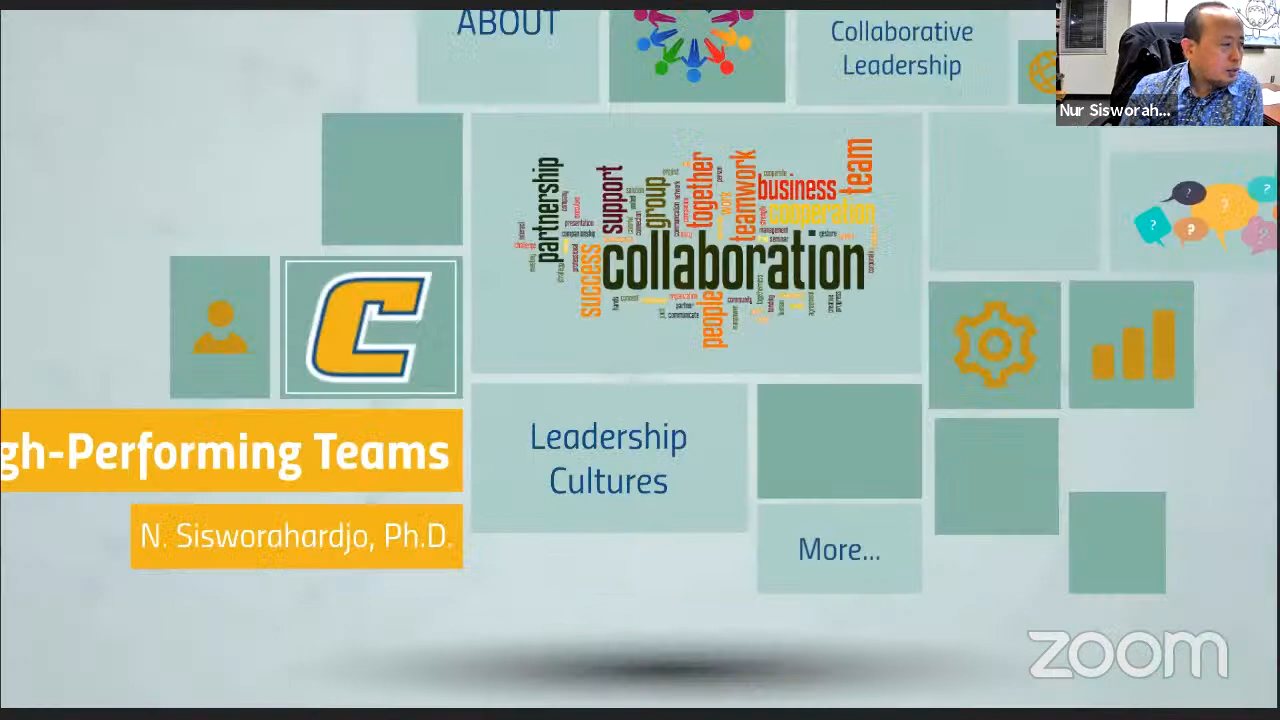 ABOUT
Collaborative
Leadership
Nur Sisworah...
partnership
support
group
together
teamwork
business
cooperation
team
success
collaboration
people
C
gh-Performing Teams
N. Sisworahardjo, Ph.D.
Leadership
Cultures
More...
? ? ? ? ? ?
zoom